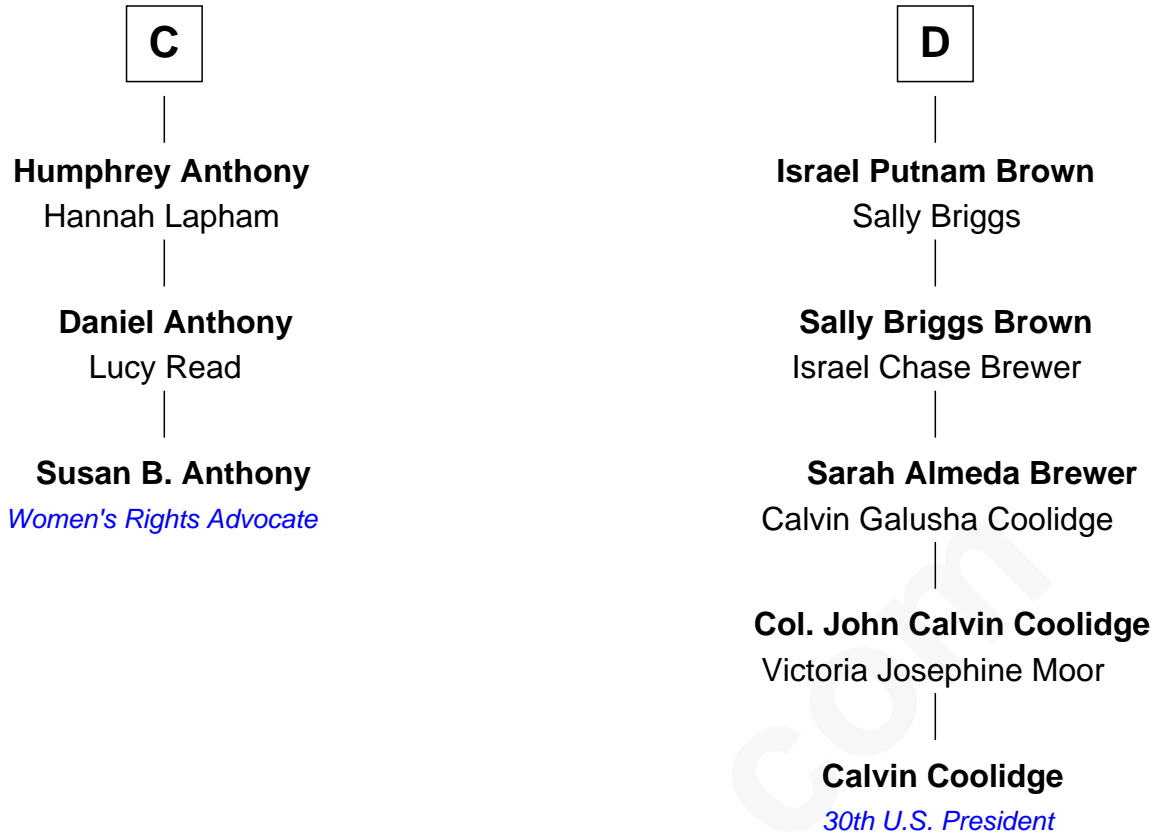 C
Humphrey Anthony
Hannah Lapham
Daniel Anthony
Lucy Read
Susan B. Anthony
Women's Rights Advocate
D
Israel Putnam Brown
Sally Briggs
Sally Briggs Brown
Israel Chase Brewer
Sarah Almeda Brewer
Calvin Galusha Coolidge
Col. John Calvin Coolidge
Victoria Josephine Moor
Calvin Coolidge
30th U.S. President
com